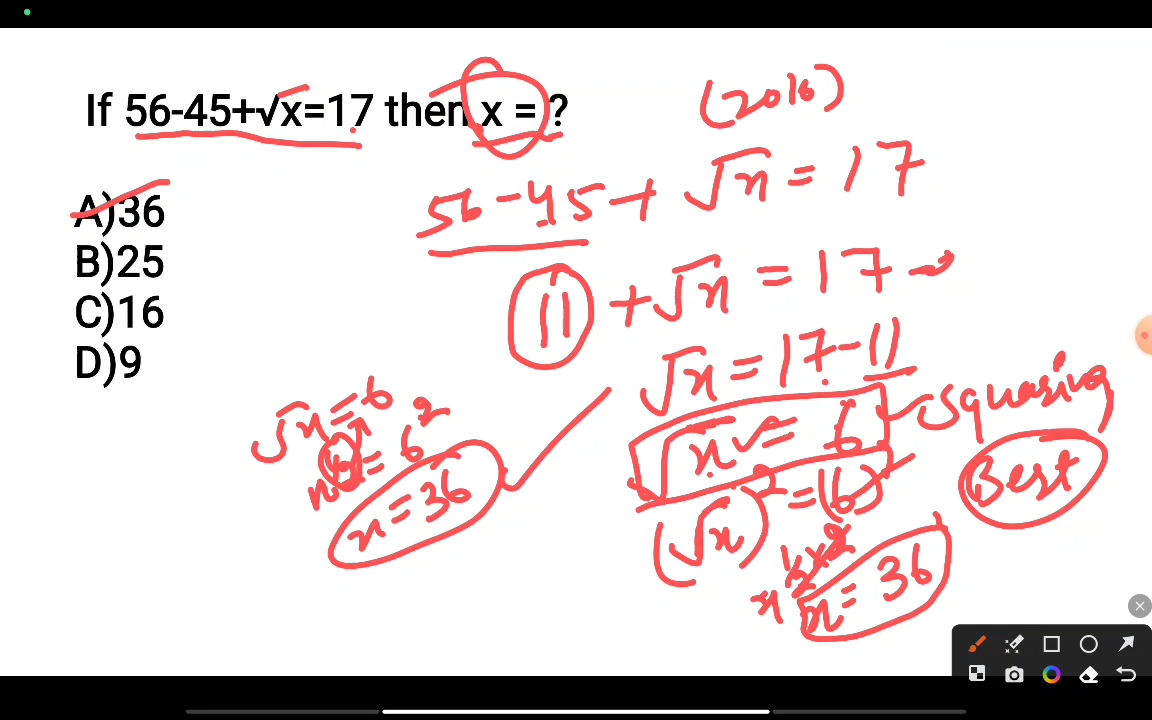 If 56-45+√x=17 then x = ?
(2016)
A)36
B)25
C)16
D)9
56-45+√x=17
11+√x=17
√x=17-11
√x=6
Squaring
Best
(√x)²=(6)²
x=36
√x=6
=6²
x=36